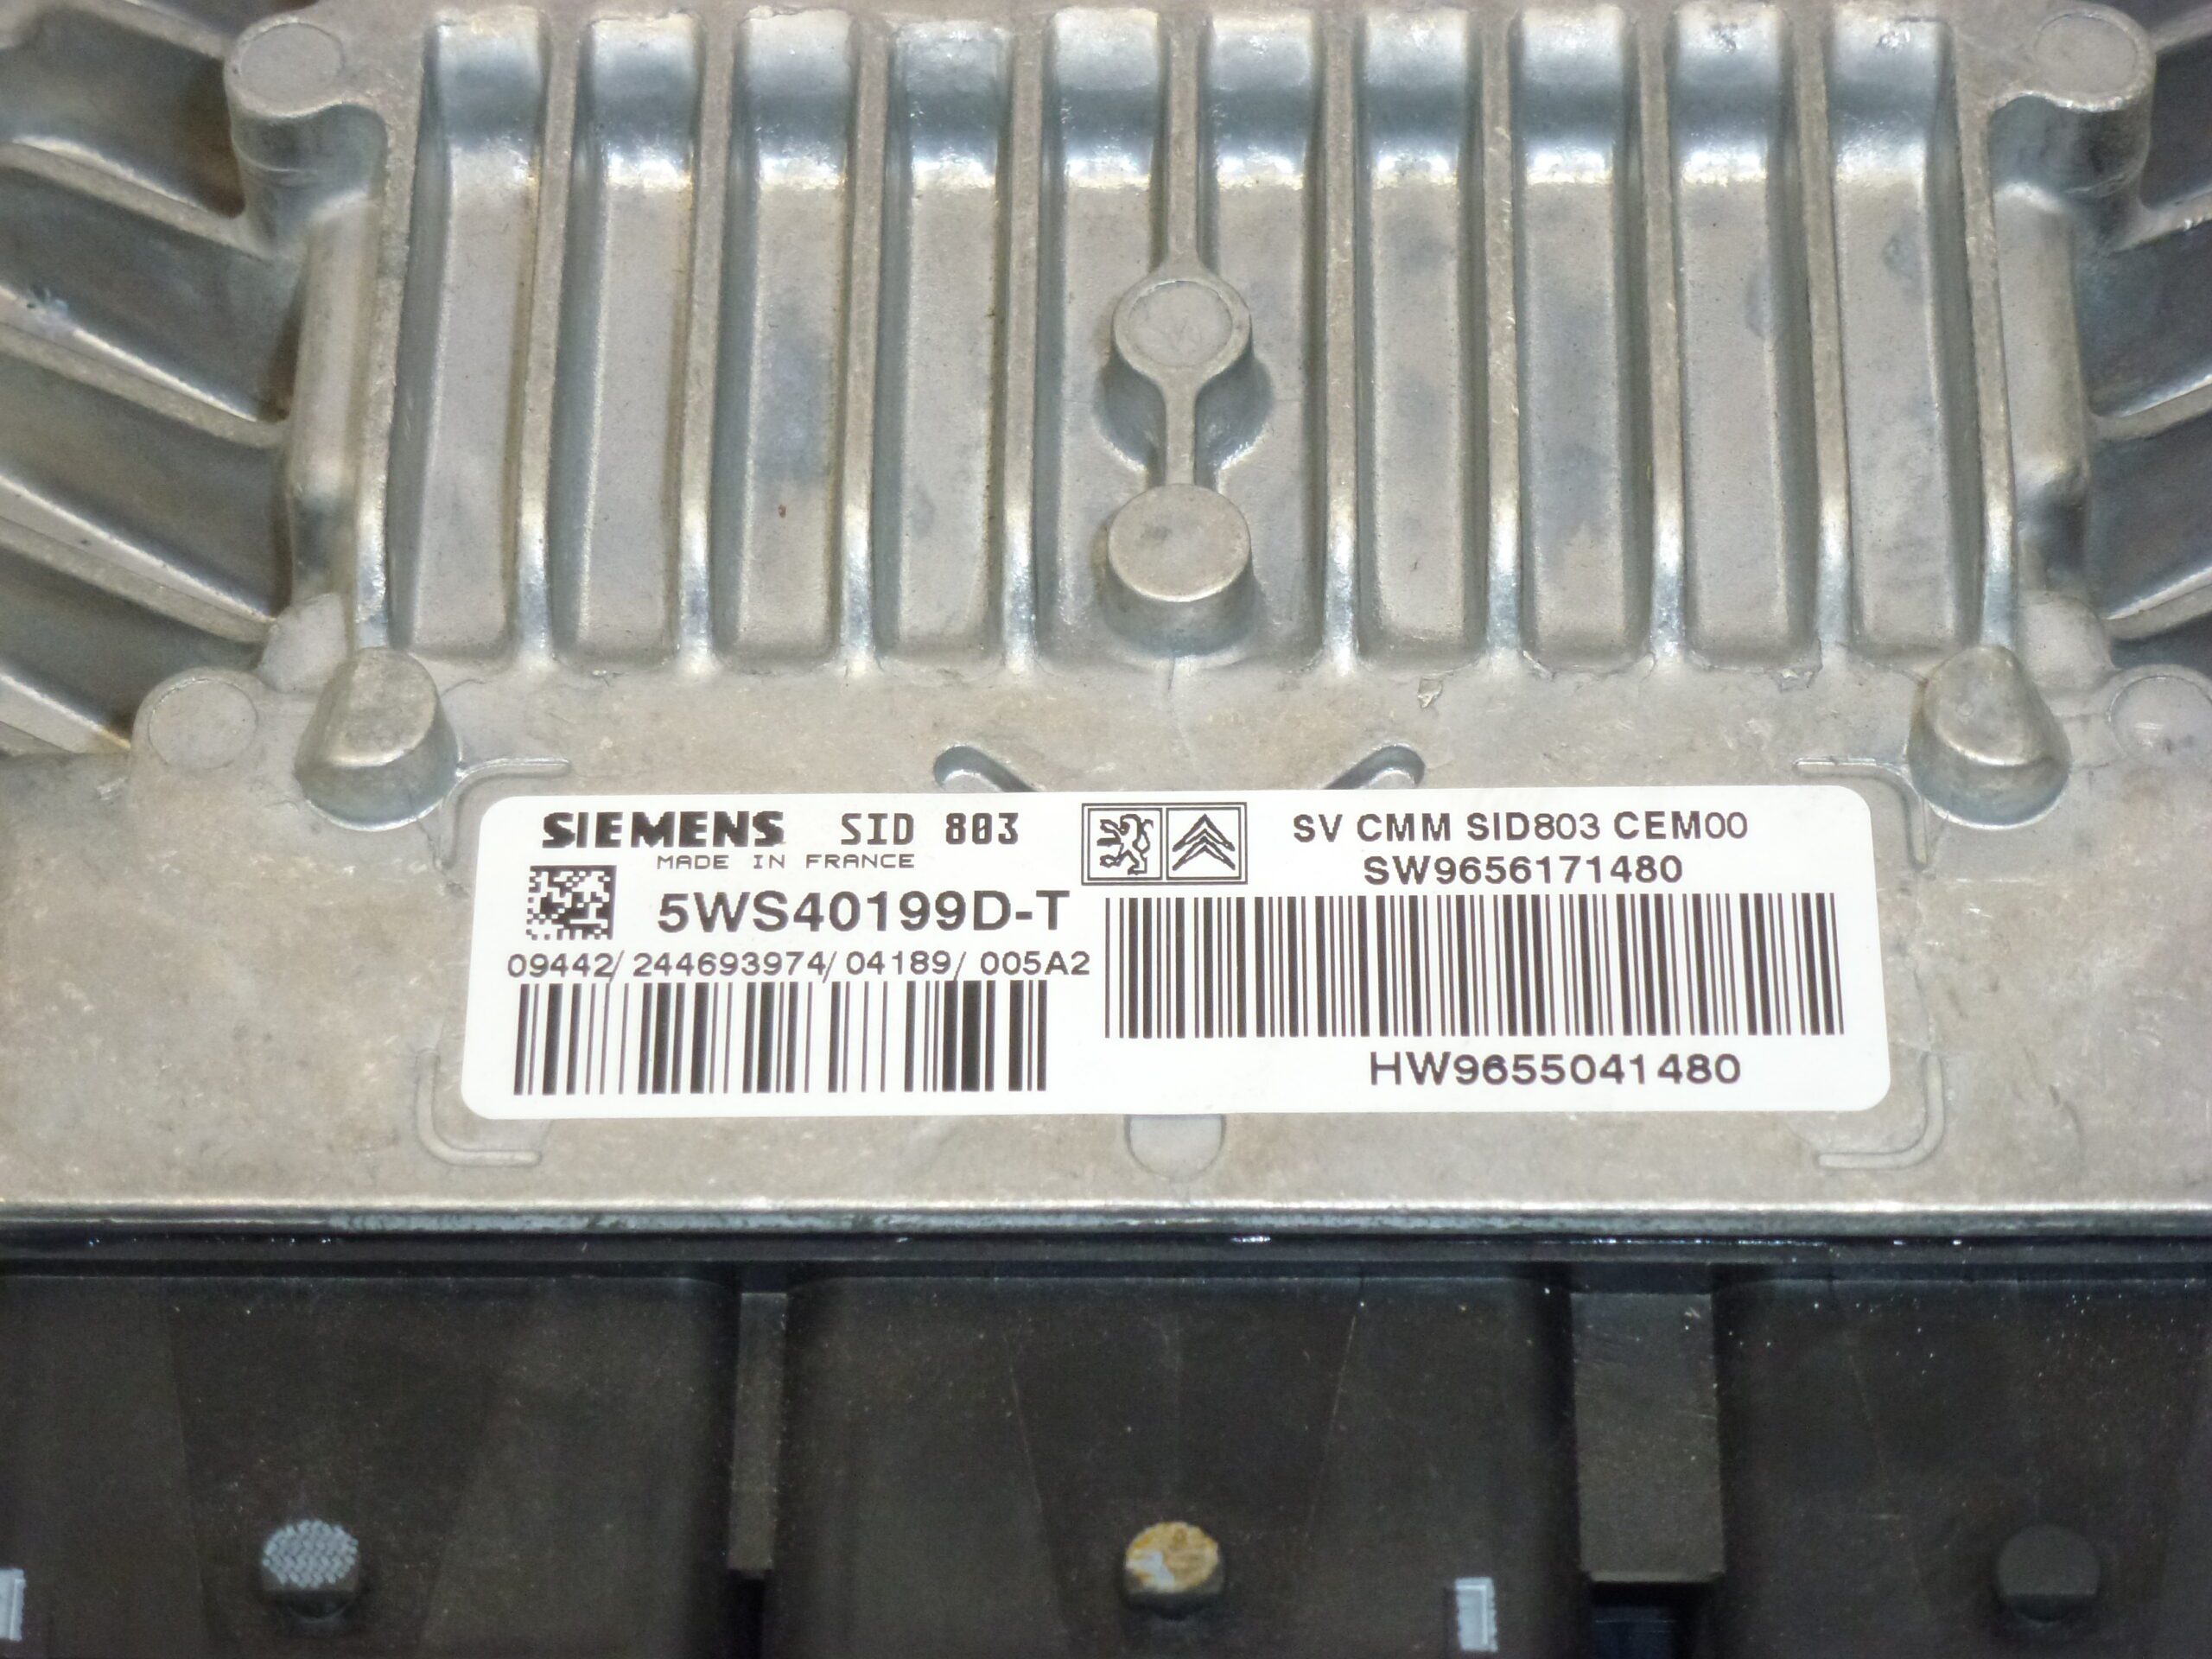 SIEMENS SID 803
MADE IN FRANCE
5WS40199D-T
09442/ 244693974/ 04189/ 005A2
SV CMM SID803 CEM00
SW9656171480
HW9655041480